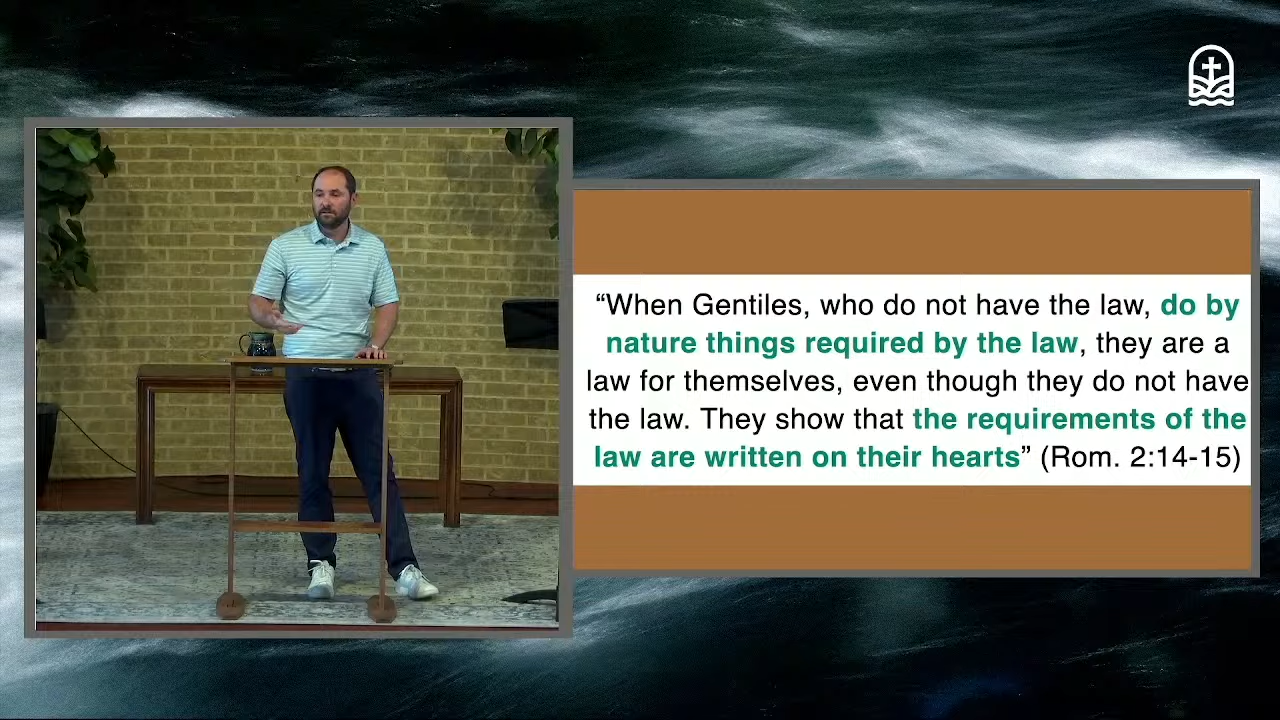 “When Gentiles, who do not have the law, do by
nature things required by the law, they are a
law for themselves, even though they do not have
the law. They show that the requirements of the
law are written on their hearts” (Rom. 2:14-15)